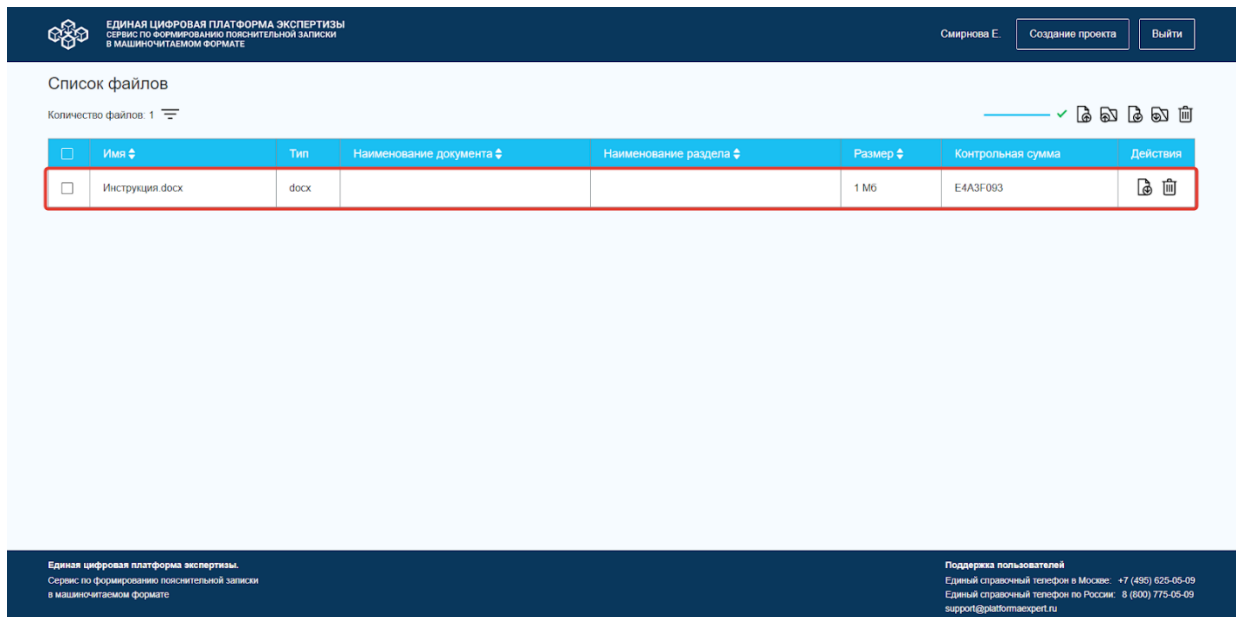 ЕДИНАЯ ЦИФРОВАЯ ПЛАТФОРМА ЭКСПЕРТИЗЫ
СЕРВИС ПО ФОРМИРОВАНИЮ ПОЯСНИТЕЛЬНОЙ ЗАПИСКИ
В МАШИНОЧИТАЕМОМ ФОРМАТЕ
Смирнова Е. Создание проекта Выйти
Список файлов
Количество файлов: 1
Имя Тип Наименование документа Наименование раздела Размер Контрольная сумма Действия
Инструкция.docx docx 1 Мб E4A3F093
Единая цифровая платформа экспертизы.
Сервис по формированию пояснительной записки
в машиночитаемом формате
Поддержка пользователей
Единый справочный телефон в Москве: +7 (495) 625-05-09
Единый справочный телефон по России: 8 (800) 775-05-09
support@platformaexpert.ru